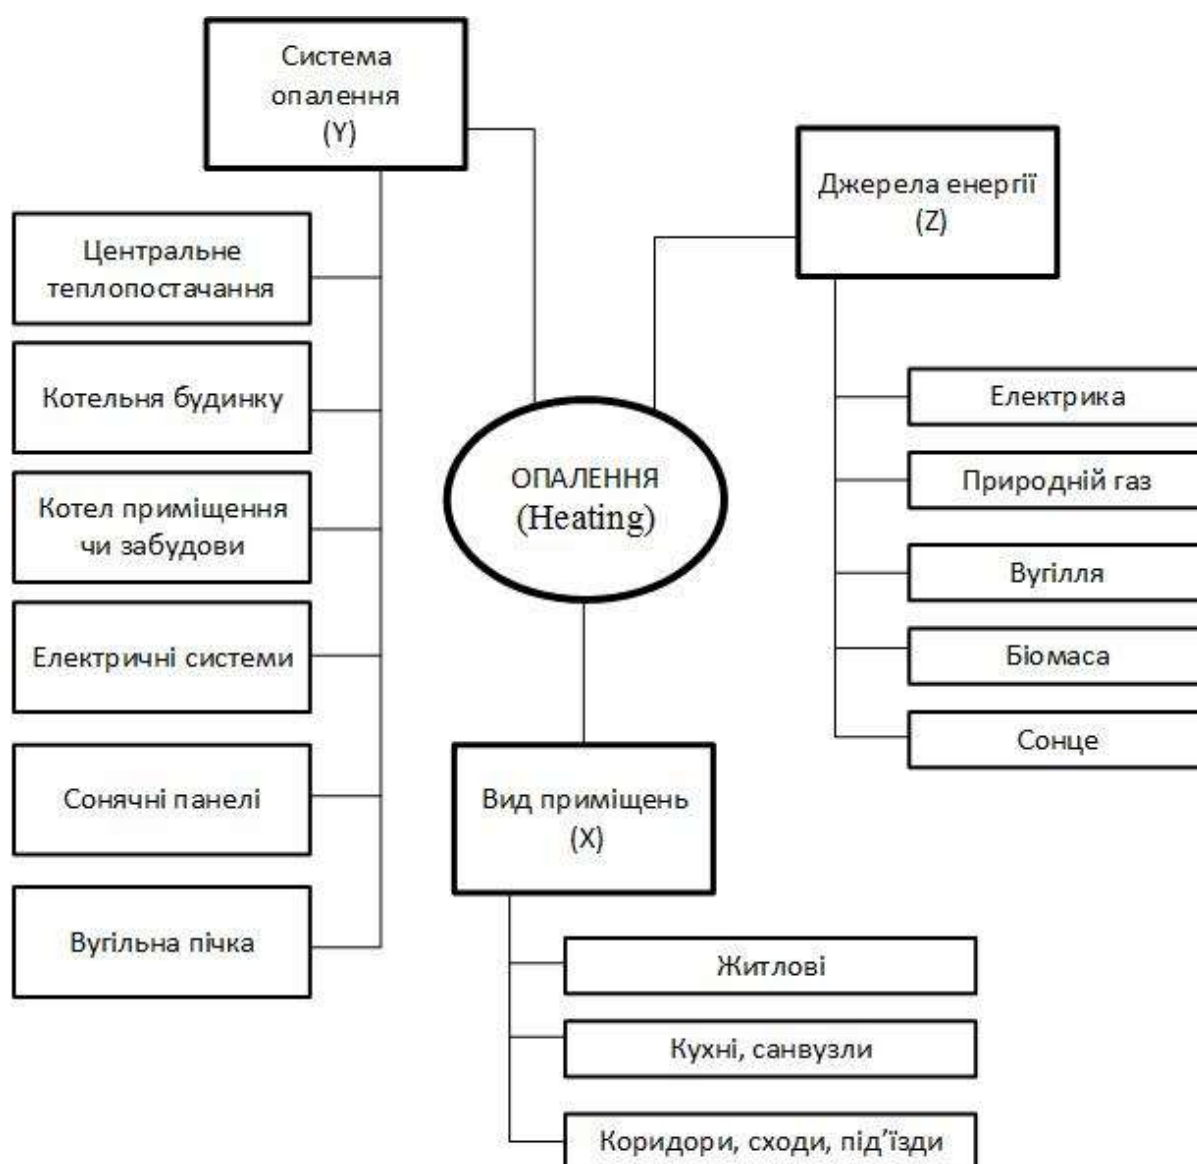 Система
опалення
(Y)
Центральне
теплопостачання
Котельня будинку
Котел приміщення
чи забудови
Електричні системи
Сонячні панелі
Вугільна пічка
Джерела енергії
(Z)
Електрика
Природній газ
Вугілля
Біомаса
Сонце
ОПАЛЕННЯ
(Heating)
Вид приміщень
(X)
Житлові
Кухні, санвузли
Коридори, сходи, під’їзди